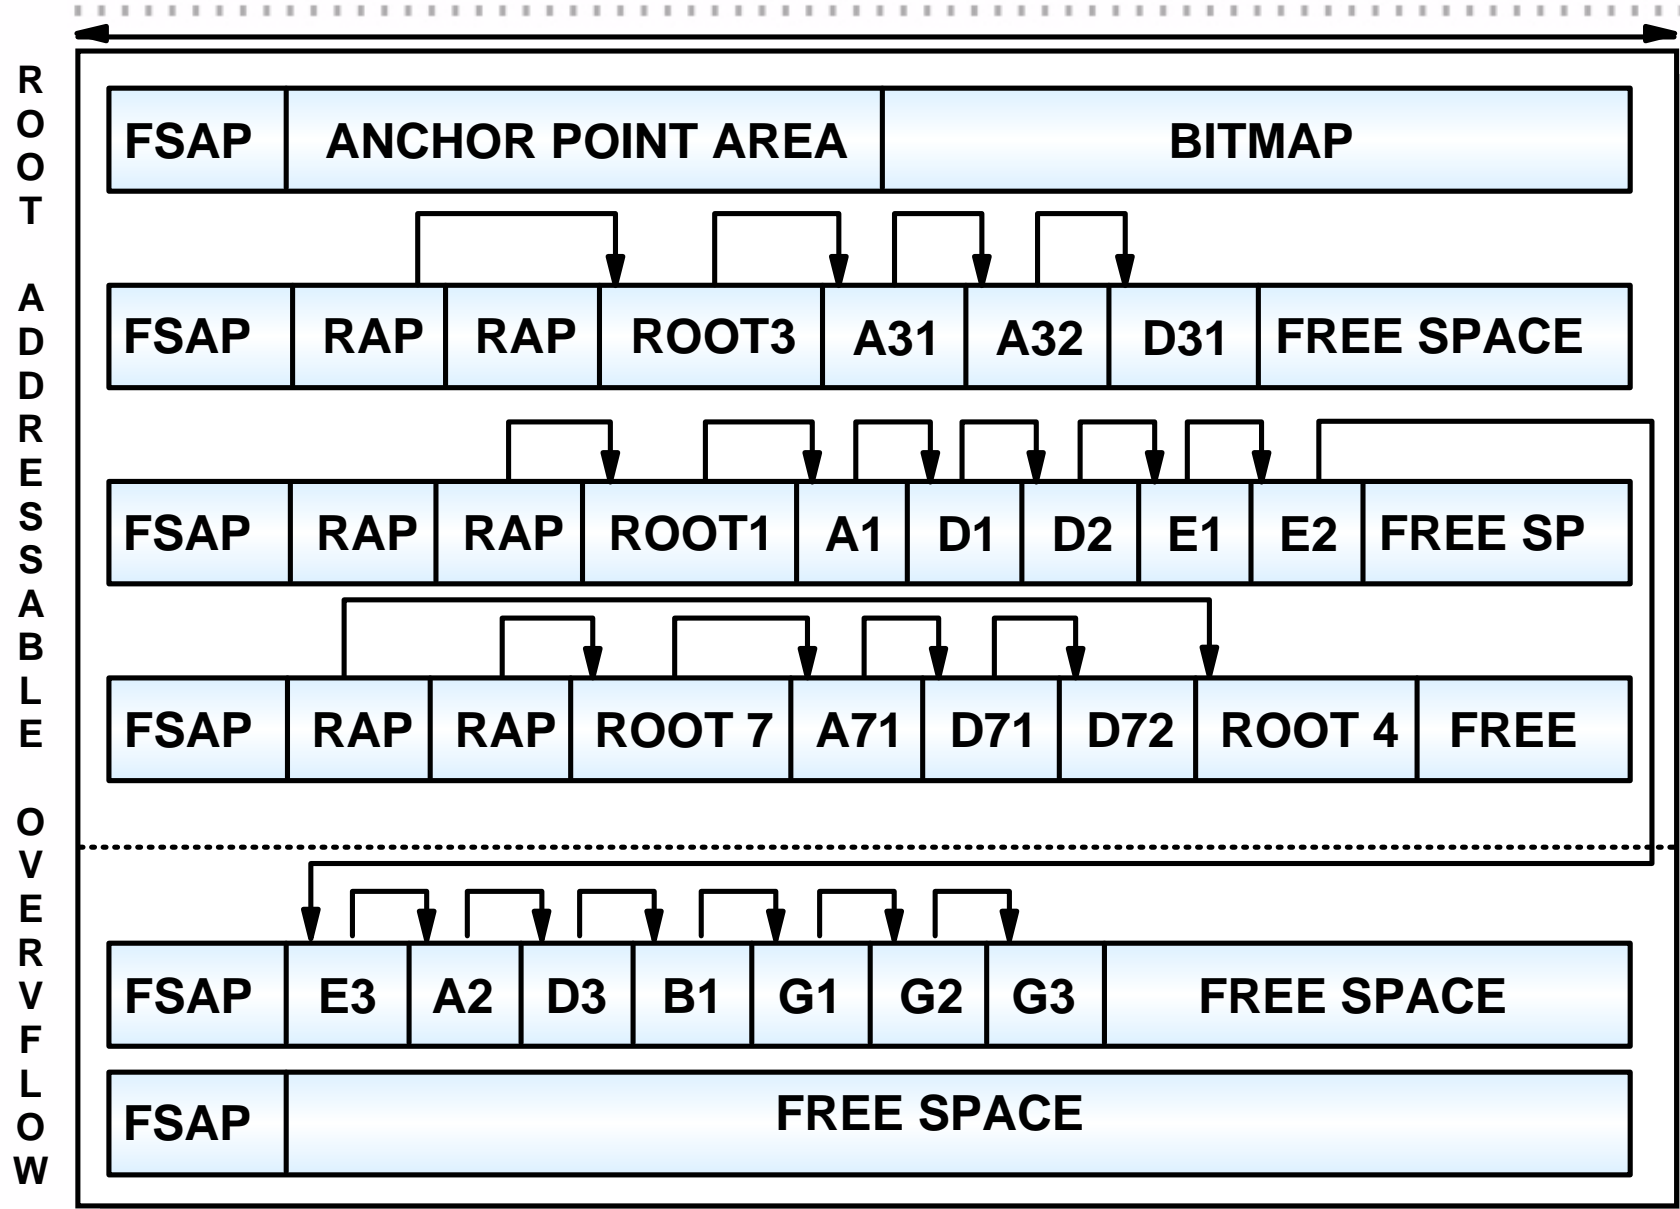 ROOT ADDRESSABLE OVERVFLOW
FSAP ANCHOR POINT AREA BITMAP
FSAP RAP RAP ROOT3 A31 A32 D31 FREE SPACE
FSAP RAP RAP ROOT1 A1 D1 D2 E1 E2 FREE SP
FSAP RAP RAP ROOT 7 A71 D71 D72 ROOT 4 FREE
FSAP E3 A2 D3 B1 G1 G2 G3 FREE SPACE
FSAP FREE SPACE